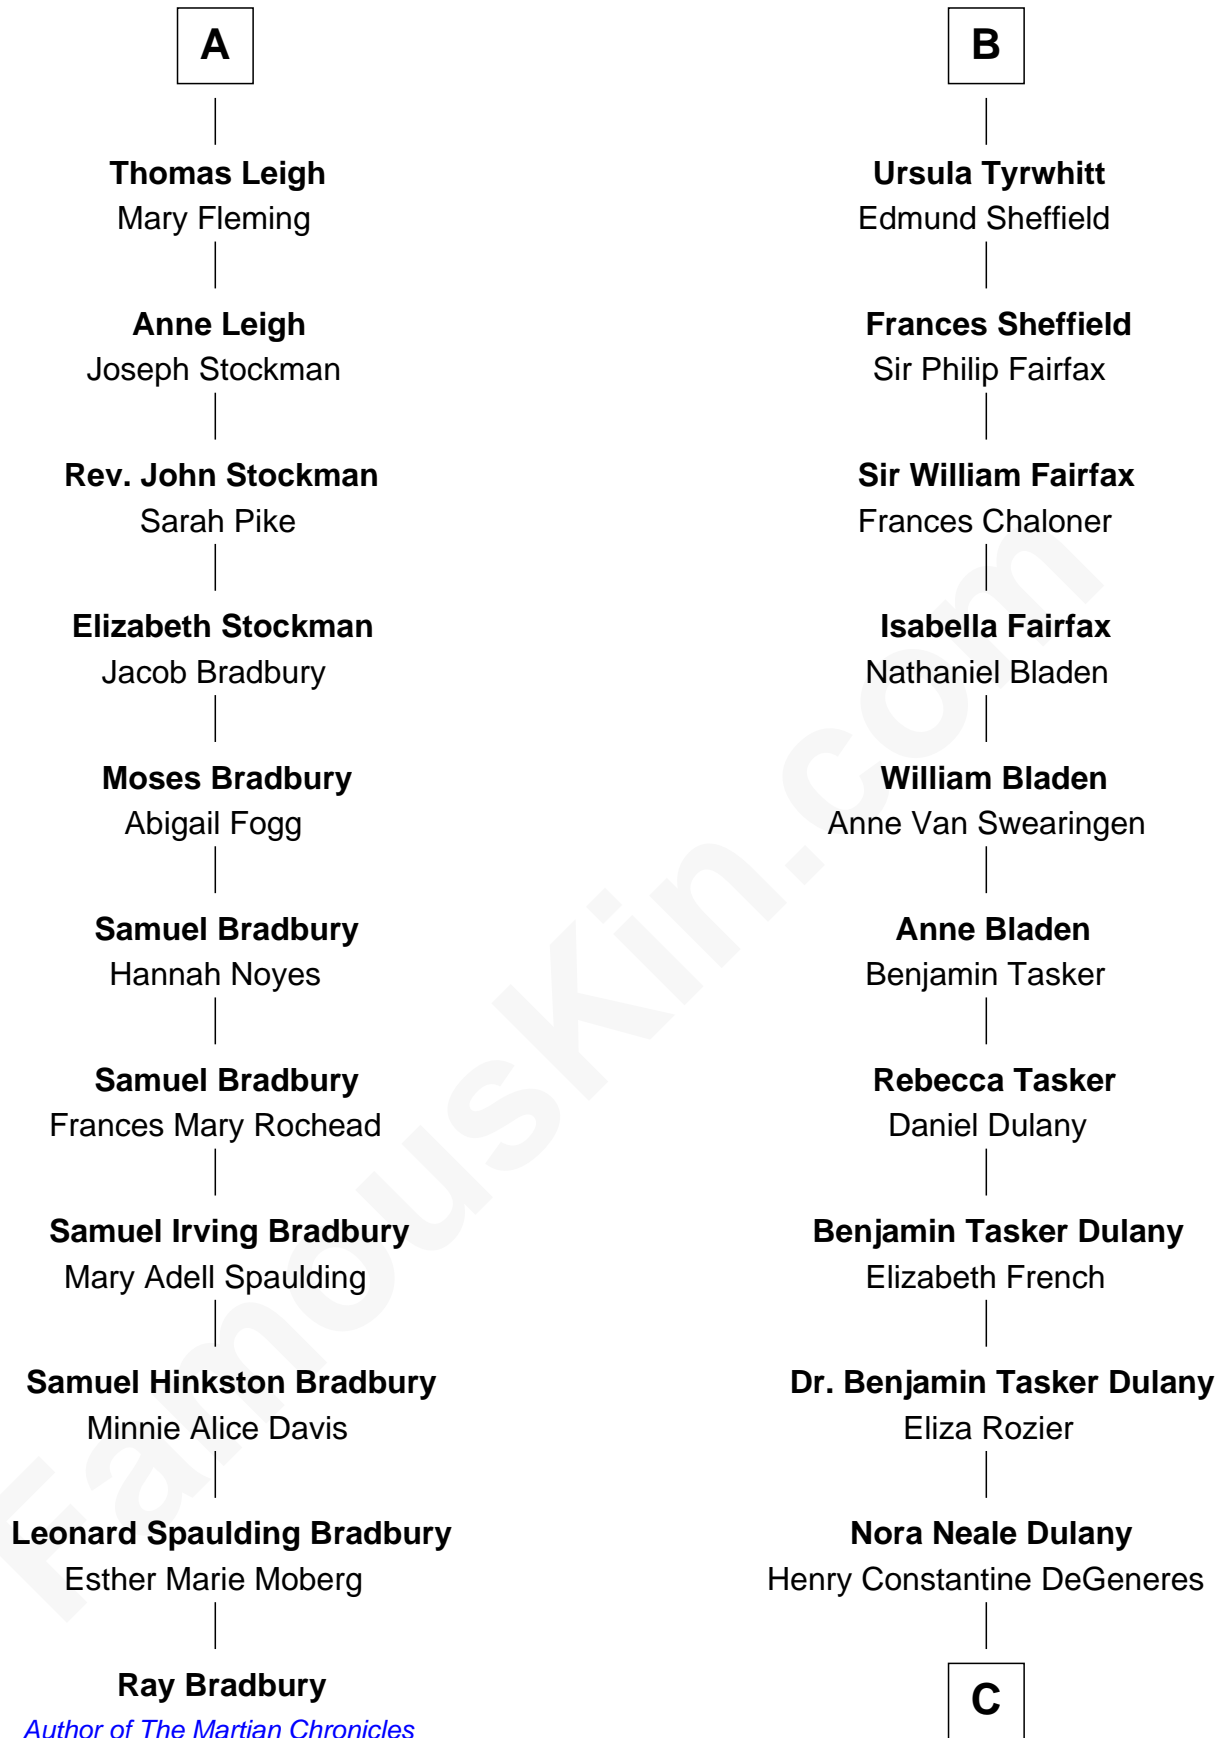 A
Thomas Leigh
Mary Fleming
Anne Leigh
Joseph Stockman
Rev. John Stockman
Sarah Pike
Elizabeth Stockman
Jacob Bradbury
Moses Bradbury
Abigail Fogg
Samuel Bradbury
Hannah Noyes
Samuel Bradbury
Frances Mary Rochead
Samuel Irving Bradbury
Mary Adell Spaulding
Samuel Hinkston Bradbury
Minnie Alice Davis
Leonard Spaulding Bradbury
Esther Marie Moberg
Ray Bradbury
Author of The Martian Chronicles
B
Ursula Tyrwhitt
Edmund Sheffield
Frances Sheffield
Sir Philip Fairfax
Sir William Fairfax
Frances Chaloner
Isabella Fairfax
Nathaniel Bladen
William Bladen
Anne Van Swearingen
Anne Bladen
Benjamin Tasker
Rebecca Tasker
Daniel Dulany
Benjamin Tasker Dulany
Elizabeth French
Dr. Benjamin Tasker Dulany
Eliza Rozier
Nora Neale Dulany
Henry Constantine DeGeneres
C
FamousKin.com